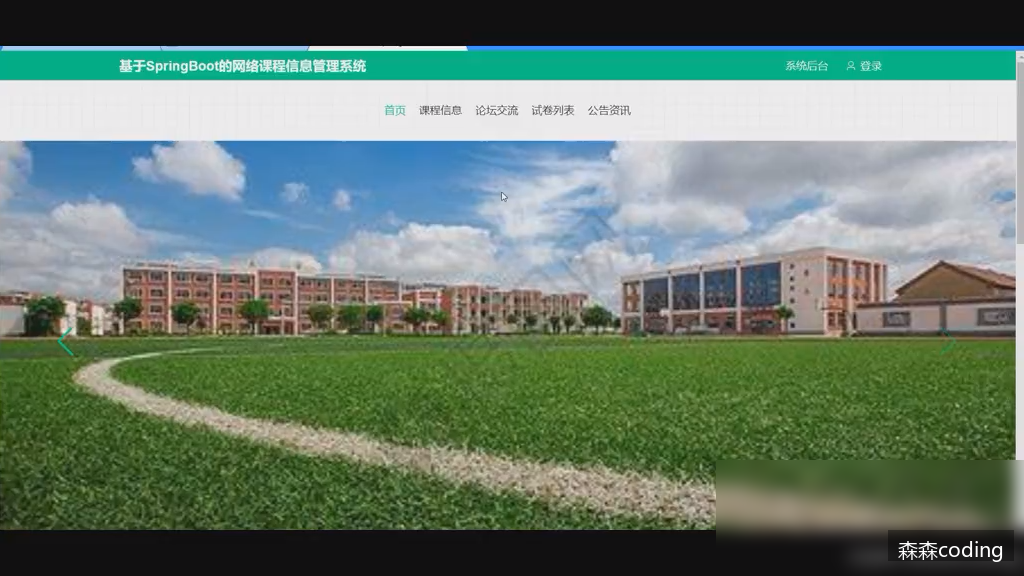 基于SpringBoot的网络课程信息管理系统
系统后台 登录
首页 课程信息 论坛交流 试卷列表 公告资讯
森森coding